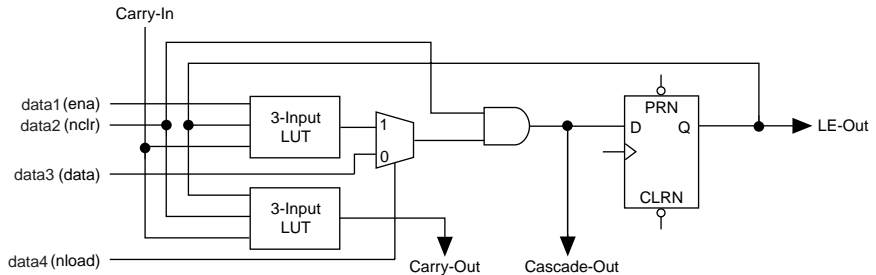 Carry-In
data1 (ena)
data2 (nclr)
3-Input
LUT
1
0
data3 (data)
PRN
D
Q
LE-Out
CLRN
3-Input
LUT
data4 (nload)
Carry-Out
Cascade-Out